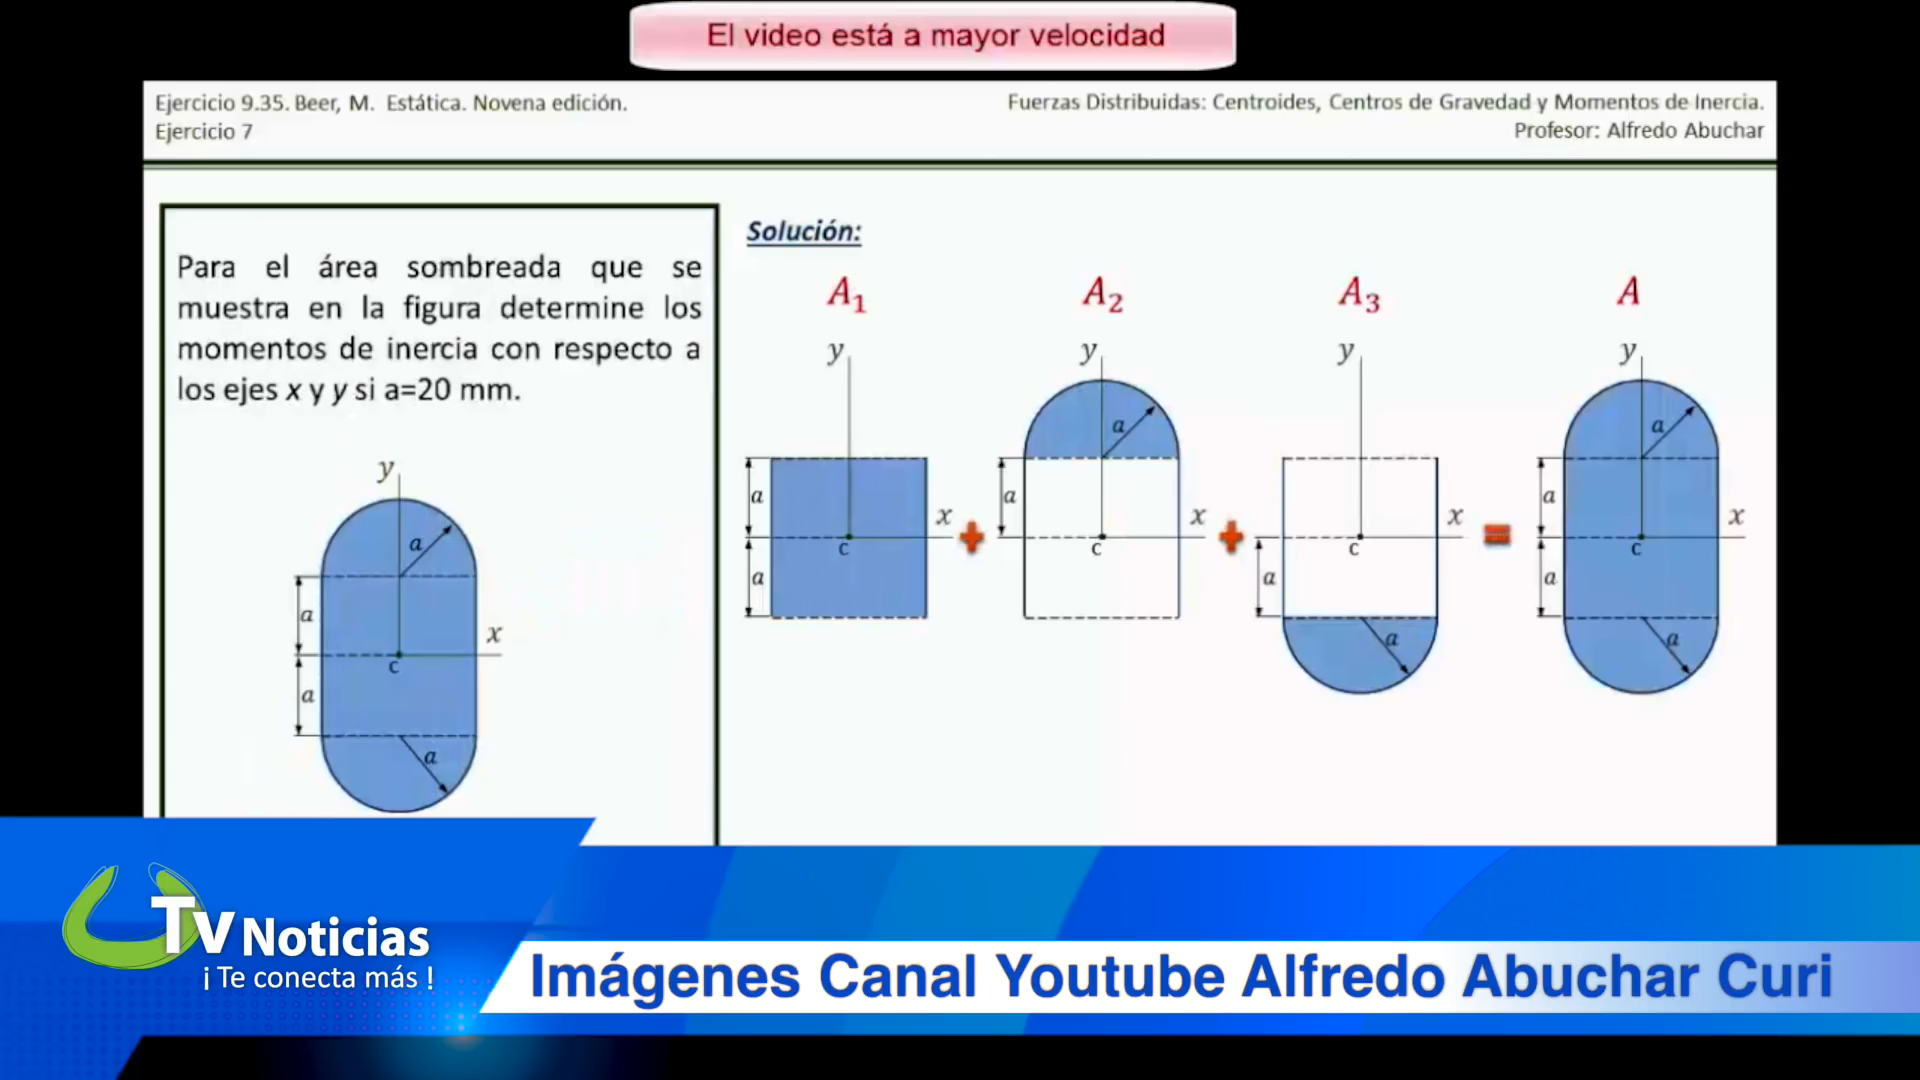 El video está a mayor velocidad
Ejercicio 9.35. Beer, M. Estática. Novena edición.
Ejercicio 7
Fuerzas Distribuidas: Centroides, Centros de Gravedad y Momentos de Inercia.
Profesor: Alfredo Abuchar
Para el área sombreada que se
muestra en la figura determine los
momentos de inercia con respecto a
los ejes x y y si a=20 mm.
y
a
a
x
c
a
a
Solución:
A₁ A₂ A₃ A
y y y y
a a
a a a
x + x + x = x
c c c c
a a a
a a
TV Noticias
¡Te conecta más!
Imágenes Canal Youtube Alfredo Abuchar Curi